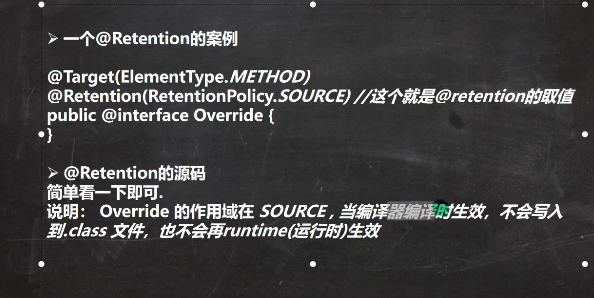 ➢ 一个@Retention的案例
@Target(ElementType.METHOD)
@Retention(RetentionPolicy.SOURCE) //这个就是@retention的取值
public @interface Override {
}
➢ @Retention的源码
简单看一下即可.
说明： Override 的作用域在 SOURCE , 当编译器编译时生效，不会写入
到.class 文件，也不会再runtime(运行时)生效